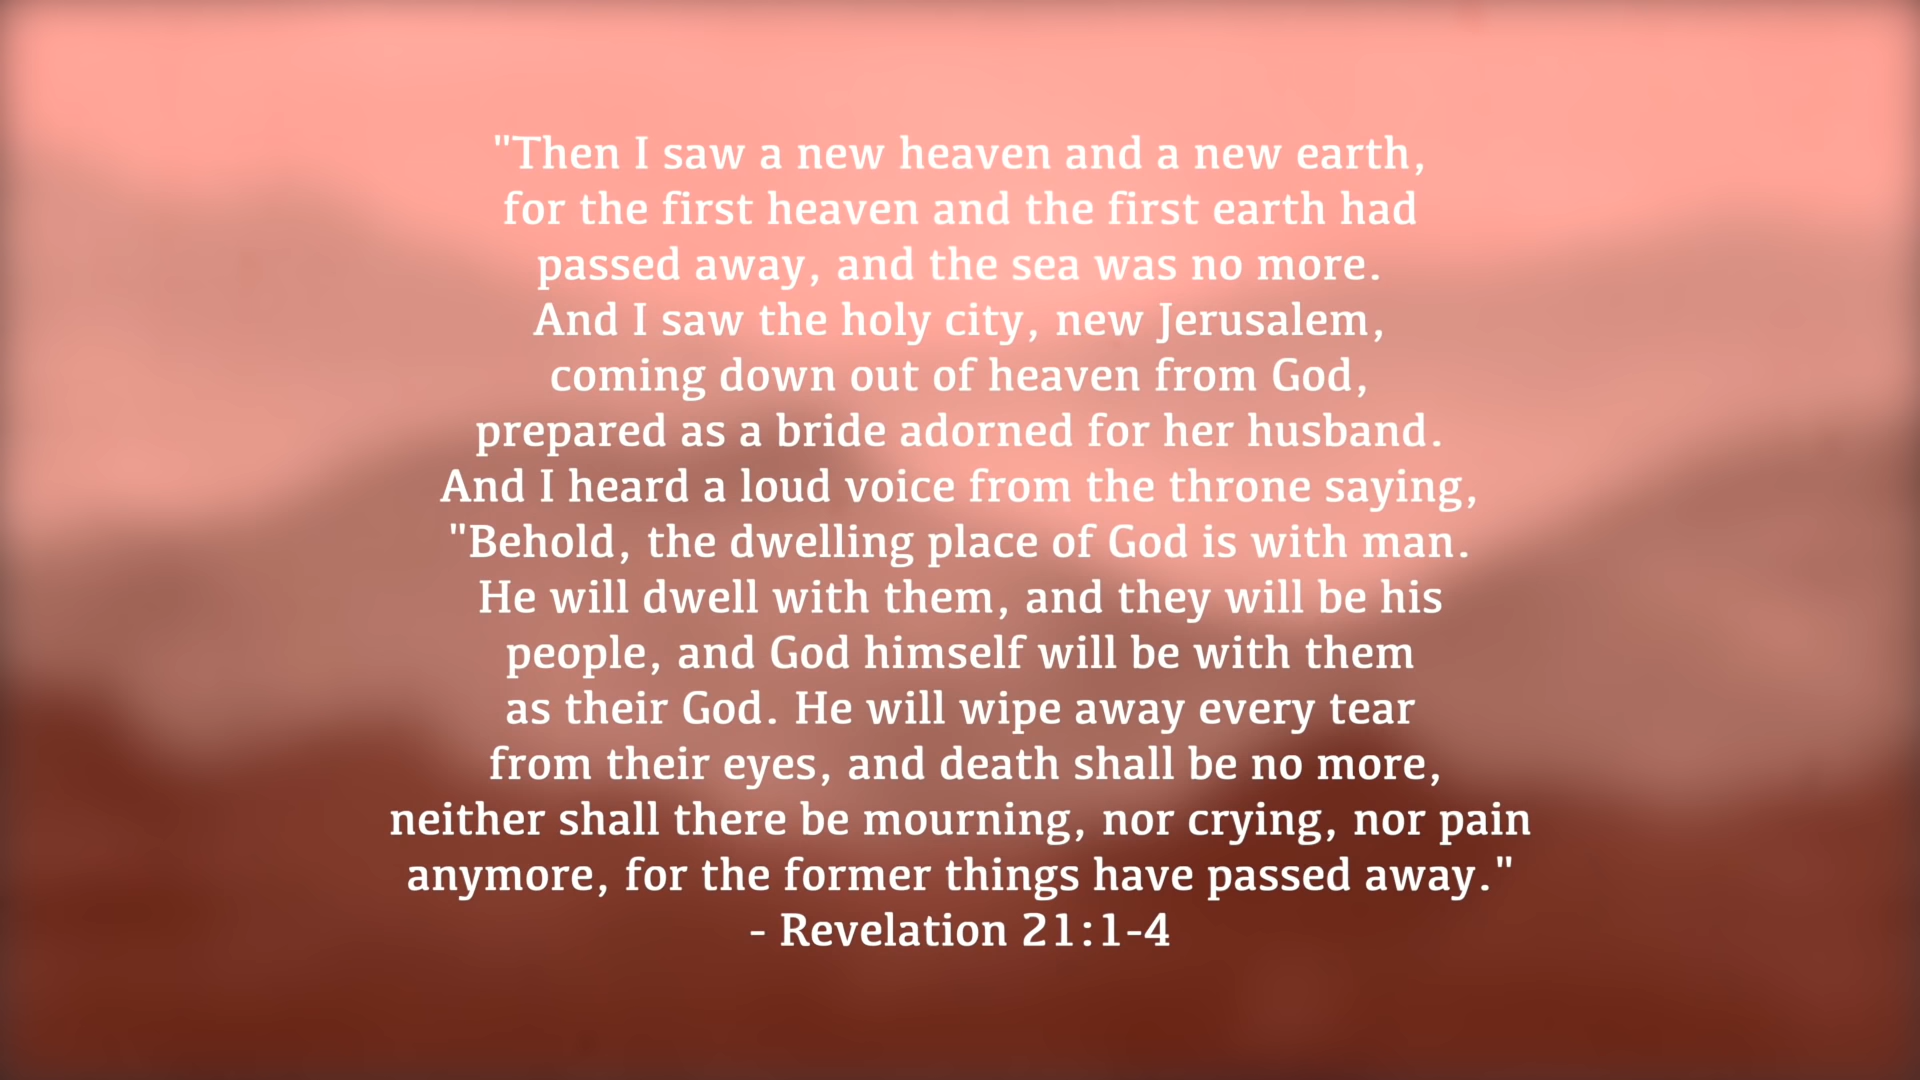 "Then I saw a new heaven and a new earth,
for the first heaven and the first earth had
passed away, and the sea was no more.
And I saw the holy city, new Jerusalem,
coming down out of heaven from God,
prepared as a bride adorned for her husband.
And I heard a loud voice from the throne saying,
"Behold, the dwelling place of God is with man.
He will dwell with them, and they will be his
people, and God himself will be with them
as their God. He will wipe away every tear
from their eyes, and death shall be no more,
neither shall there be mourning, nor crying, nor pain
anymore, for the former things have passed away."
- Revelation 21:1-4